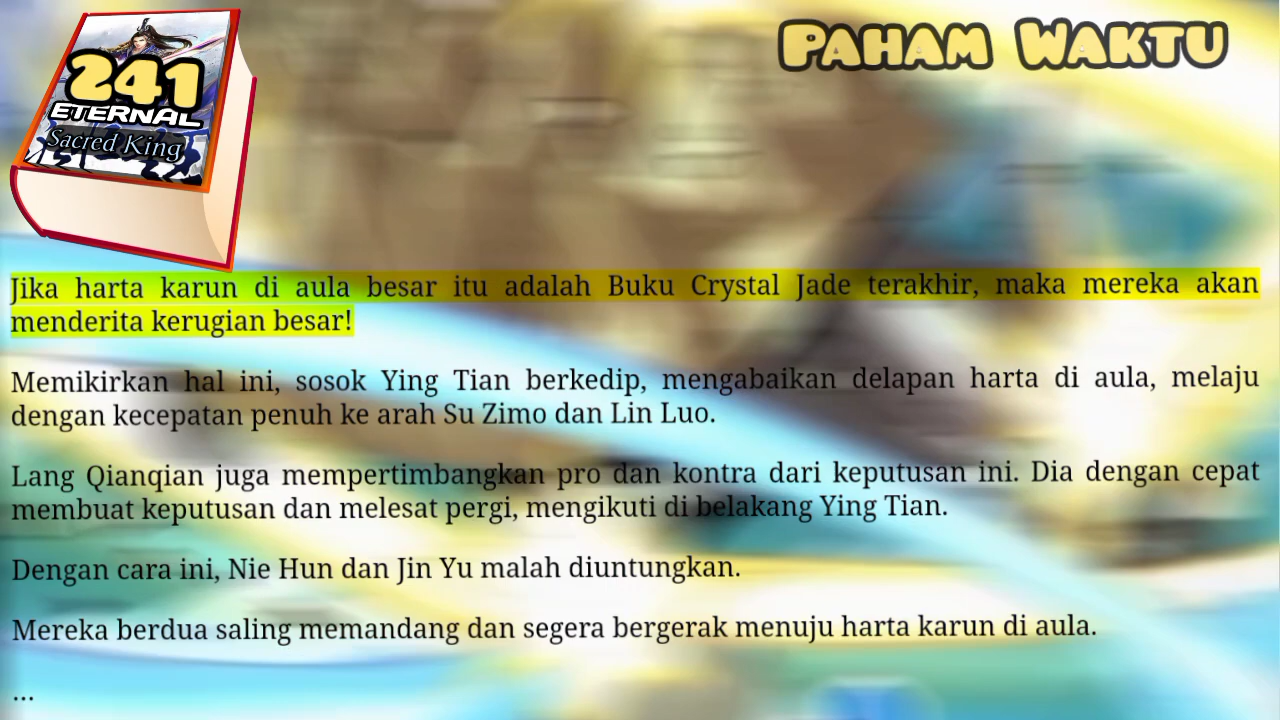 PAHAM WAKTU
241
ETERNAL
Sacred King
Jika harta karun di aula besar itu adalah Buku Crystal Jade terakhir, maka mereka akan
menderita kerugian besar!
Memikirkan hal ini, sosok Ying Tian berkedip, mengabaikan delapan harta di aula, melaju
dengan kecepatan penuh ke arah Su Zimo dan Lin Luo.
Lang Qianqian juga mempertimbangkan pro dan kontra dari keputusan ini. Dia dengan cepat
membuat keputusan dan melesat pergi, mengikuti di belakang Ying Tian.
Dengan cara ini, Nie Hun dan Jin Yu malah diuntungkan.
Mereka berdua saling memandang dan segera bergerak menuju harta karun di aula.
...